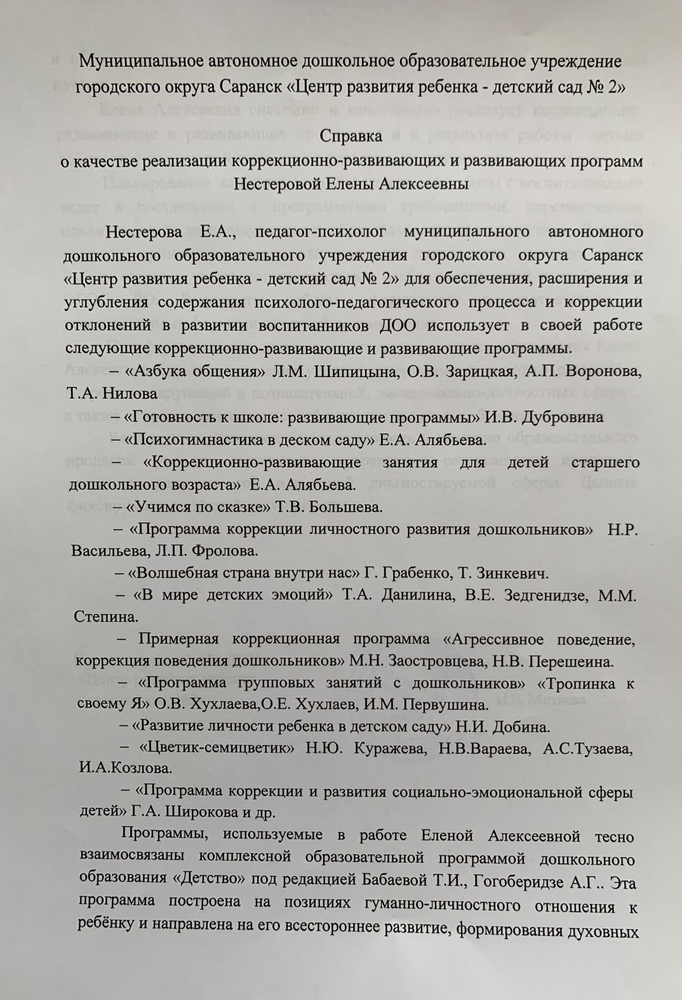 Муниципальное автономное дошкольное образовательное учреждение
городского округа Саранск «Центр развития ребенка - детский сад № 2»
Справка
о качестве реализации коррекционно-развивающих и развивающих программ
Нестеровой Елены Алексеевны
Нестерова Е.А., педагог-психолог муниципального автономного
дошкольного образовательного учреждения городского округа Саранск
«Центр развития ребенка - детский сад № 2» для обеспечения, расширения и
углубления содержания психолого-педагогического процесса и коррекции
отклонений в развитии воспитанников ДОО использует в своей работе
следующие коррекционно-развивающие и развивающие программы.
– «Азбука общения» Л.М. Шипицына, О.В. Зарицкая, А.П. Воронова,
Т.А. Нилова
– «Готовность к школе: развивающие программы» И.В. Дубровина
– «Психогимнастика в деском саду» Е.А. Алябьева.
– «Коррекционно-развивающие занятия для детей старшего
дошкольного возраста» Е.А. Алябьева.
– «Учимся по сказке» Т.В. Большева.
– «Программа коррекции личностного развития дошкольников» Н.Р.
Васильева, Л.П. Фролова.
– «Волшебная страна внутри нас» Г. Грабенко, Т. Зинкевич.
– «В мире детских эмоций» Т.А. Данилина, В.Е. Зедгенидзе, М.М.
Степина.
– Примерная коррекционная программа «Агрессивное поведение,
коррекция поведения дошкольников» М.Н. Заостровцева, Н.В. Перешеина.
– «Программа групповых занятий с дошкольников» «Тропинка к
своему Я» О.В. Хухлаева,О.Е. Хухлаев, И.М. Первушина.
– «Развитие личности ребенка в детском саду» Н.И. Добина.
– «Цветик-семицветик» Н.Ю. Куражева, Н.В.Вараева, А.С.Тузаева,
И.А.Козлова.
– «Программа коррекции и развития социально-эмоциональной сферы
детей» Г.А. Широкова и др.
Программы, используемые в работе Еленой Алексеевной тесно
взаимосвязаны комплексной образовательной программой дошкольного
образования «Детство» под редакцией Бабаевой Т.И., Гогоберидзе А.Г.. Эта
программа построена на позициях гуманно-личностного отношения к
ребёнку и направлена на его всестороннее развитие, формирования духовных